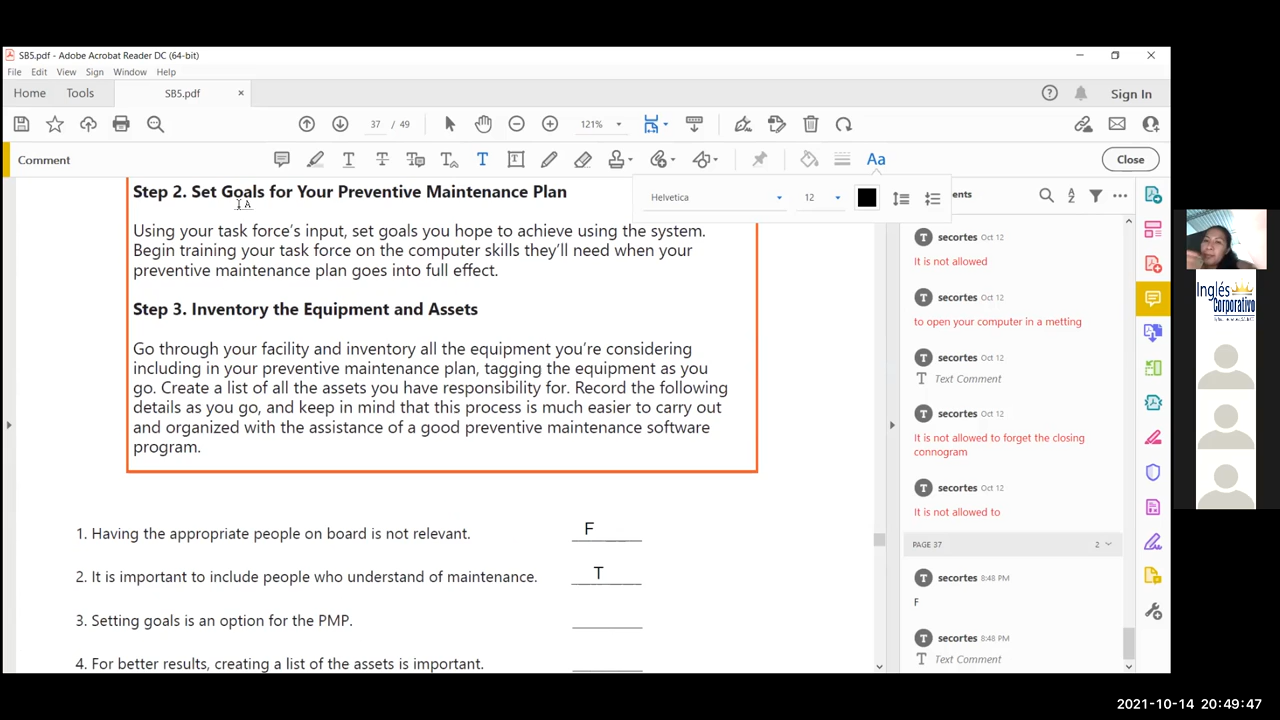 SB5.pdf - Adobe Acrobat Reader DC (64-bit)
File Edit View Sign Window Help
Home Tools SB5.pdf × Sign In
37 / 49 121%
Comment Aa Close
Helvetica 12 ents
Step 2. Set Goals for Your Preventive Maintenance Plan
Using your task force's input, set goals you hope to achieve using the system.
Begin training your task force on the computer skills they'll need when your
preventive maintenance plan goes into full effect.
Step 3. Inventory the Equipment and Assets
Go through your facility and inventory all the equipment you're considering
including in your preventive maintenance plan, tagging the equipment as you
go. Create a list of all the assets you have responsibility for. Record the following
details as you go, and keep in mind that this process is much easier to carry out
and organized with the assistance of a good preventive maintenance software
program.
1. Having the appropriate people on board is not relevant. F
2. It is important to include people who understand of maintenance. T
3. Setting goals is an option for the PMP.
4. For better results, creating a list of the assets is important.
secortes Oct 12
It is not allowed
secortes Oct 12
to open your computer in a metting
secortes Oct 12
Text Comment
secortes Oct 12
It is not allowed to forget the closing
connogram
secortes Oct 12
It is not allowed to
PAGE 37 2
secortes 8:48 PM
F
secortes 8:48 PM
Text Comment
Inglés
Corporativo
2021-10-14 20:49:47